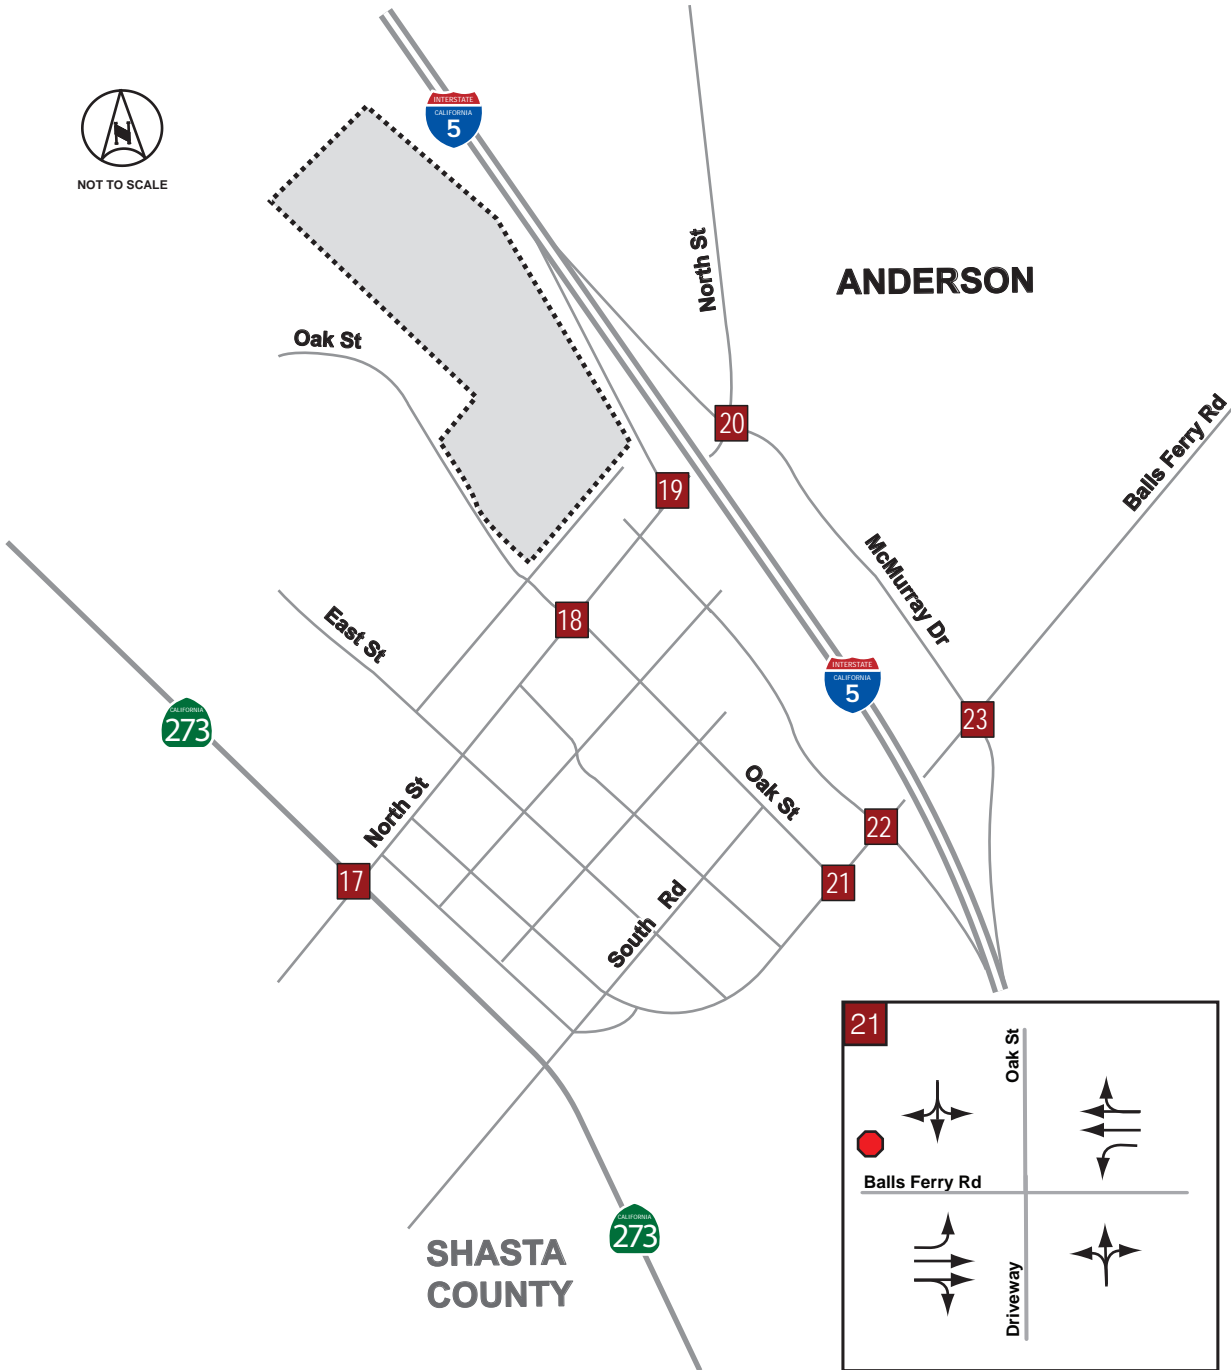 INTERSTATE
CALIFORNIA
5
N
NOT TO SCALE
North St
ANDERSON
Oak St
20
Balls Ferry Rd
19
McMurray Dr
18
East St
INTERSTATE
CALIFORNIA
5
CALIFORNIA
273
23
North St
Oak St
22
17
21
South Rd
21
Oak St
Balls Ferry Rd
Driveway
CALIFORNIA
273
SHASTA
COUNTY